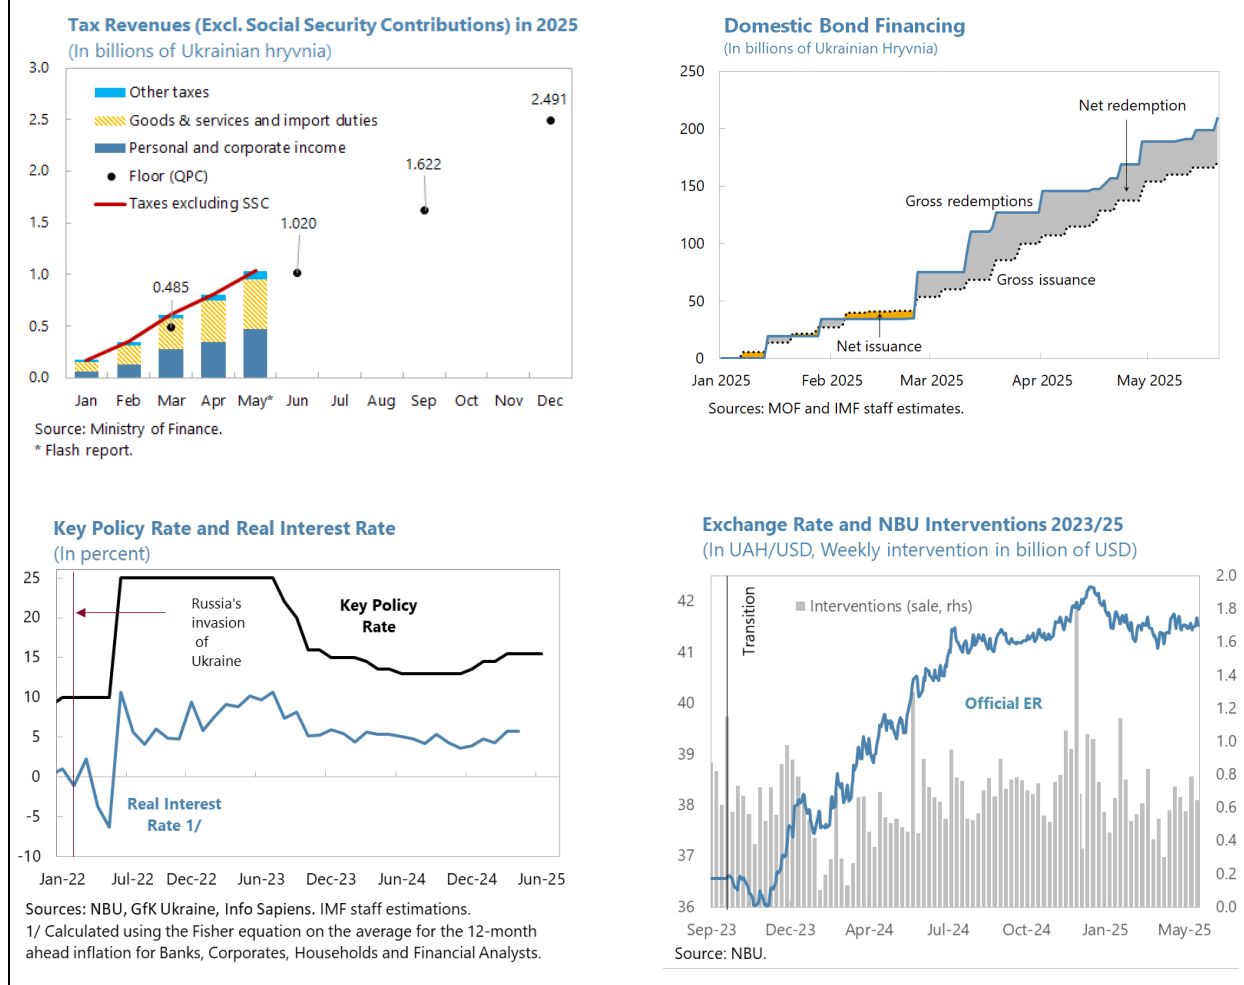 Tax Revenues (Excl. Social Security Contributions) in 2025
(In billions of Ukrainian hryvnia)
3.0
2.5
2.0
1.5
1.0
0.5
0.0
Other taxes
Goods & services and import duties
Personal and corporate income
Floor (QPC)
Taxes excluding SSC
0.485
1.020
1.622
2.491
Jan Feb Mar Apr May* Jun Jul Aug Sep Oct Nov Dec
Source: Ministry of Finance.
* Flash report.
Domestic Bond Financing
(In billions of Ukrainian Hryvnia)
250
200
150
100
50
0
Net redemption
Gross redemptions
Gross issuance
Net issuance
Jan 2025 Feb 2025 Mar 2025 Apr 2025 May 2025
Sources: MOF and IMF staff estimates.
Key Policy Rate and Real Interest Rate
(In percent)
25
20
15
10
5
0
-5
-10
Russia's
invasion
of
Ukraine
Key Policy
Rate
Real Interest
Rate 1/
Jan-22 Jul-22 Dec-22 Jun-23 Dec-23 Jun-24 Dec-24 Jun-25
Sources: NBU, GfK Ukraine, Info Sapiens. IMF staff estimations.
1/ Calculated using the Fisher equation on the average for the 12-month
ahead inflation for Banks, Corporates, Households and Financial Analysts.
Exchange Rate and NBU Interventions 2023/25
(In UAH/USD, Weekly intervention in billion of USD)
42
41
40
39
38
37
36
Transition
Interventions (sale, rhs)
Official ER
2.0
1.8
1.6
1.4
1.2
1.0
0.8
0.6
0.4
0.2
0.0
Sep-23 Dec-23 Apr-24 Jul-24 Oct-24 Jan-25 May-25
Source: NBU.